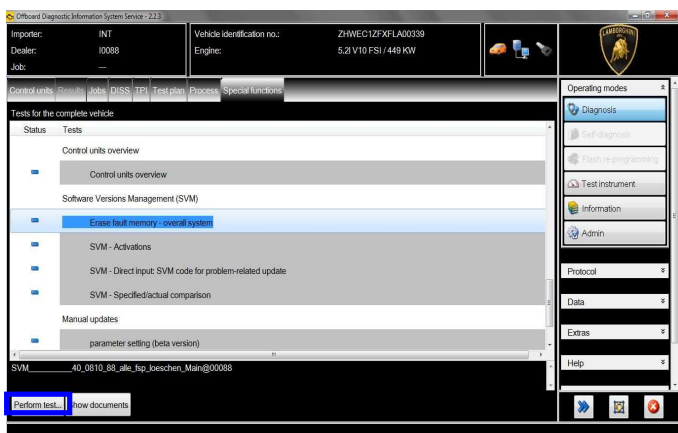 Offboard Diagnostic Information System Service - 2.2.3
Importer: INT Vehicle identification no.: ZHWEC1ZFXFLA00339
Dealer: I0088 Engine: 5.2l V10 FSI / 449 KW
Job: ---
LAMBORGHINI
Control units Results Jobs DISS TPI Test plan Process Special functions
Operating modes
Tests for the complete vehicle
Diagnosis
Status Tests
Self-diagnosis
Control units overview
Flash re-programming
Control units overview
Test instrument
Software Versions Management (SVM)
Information
Erase fault memory - overall system
Admin
SVM - Activations
SVM - Direct input: SVM code for problem-related update
Protocol
SVM - Specified/actual comparison
Data
Manual updates
Extras
parameter setting (beta version)
Help
SVM______40_0810_88_alle_fsp_loeschen_Main@00088
Perform test... Show documents